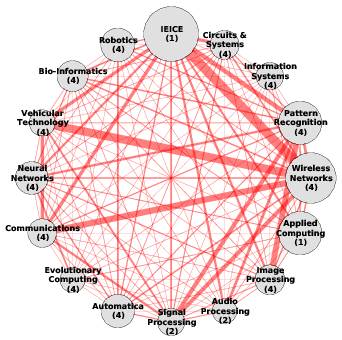 IEICE
(1)
Circuits &
Systems
(4)
Information
Systems
(4)
Pattern
Recognition
(4)
Wireless
Networks
(4)
Applied
Computing
(1)
Image
Processing
(4)
Audio
Processing
(2)
Signal
Processing
(2)
Automatica
(4)
Evolutionary
Computing
(4)
Communications
(4)
Neural
Networks
(4)
Vehicular
Technology
(4)
Bio-Informatics
(4)
Robotics
(4)